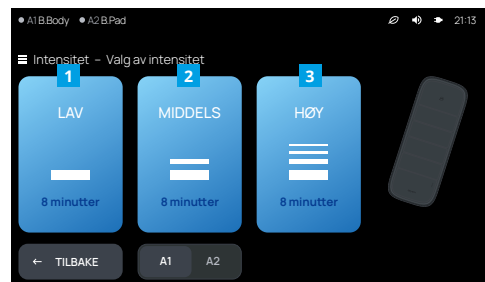 A1 B.Body A2 B.Pad 21:13
Intensitet – Valg av intensitet
1 2 3
LAV MIDDELS HØY
8 minutter 8 minutter 8 minutter
← TILBAKE A1 A2